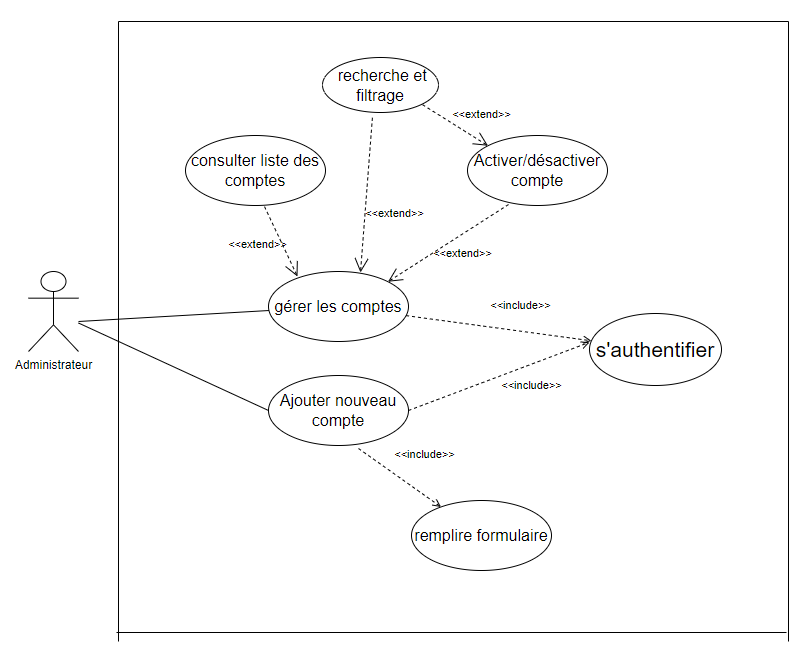 recherche et
filtrage
<<extend>>
consulter liste des
comptes
Activer/désactiver
compte
<<extend>>
<<extend>>
<<extend>>
gérer les comptes
<<include>>
s'authentifier
Administrateur
<<include>>
Ajouter nouveau
compte
<<include>>
remplire formulaire